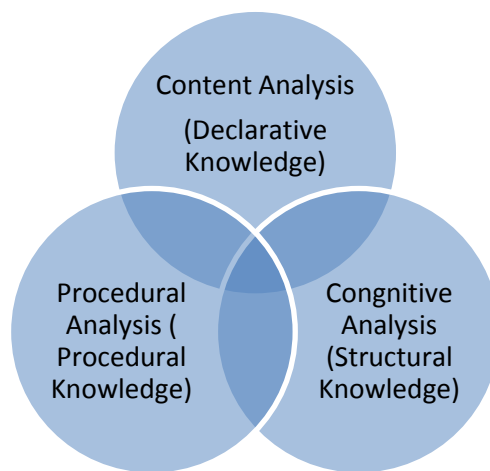 Content Analysis
(Declarative
Knowledge)
Procedural
Analysis (
Procedural
Knowledge)
Congnitive
Analysis
(Structural
Knowledge)